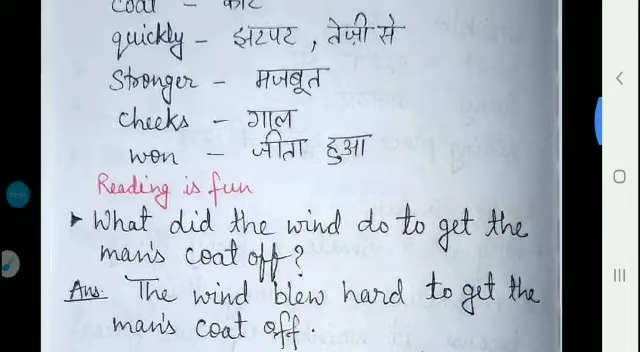 coat - कोट
quickly - झटपट , तेज़ी से
Stronger - मजबूत
Cheeks - गाल
won - जीता हुआ
Reading is fun
➤ What did the wind do to get the
man's coat off?
Ans. The wind blew hard to get the
man's coat off.